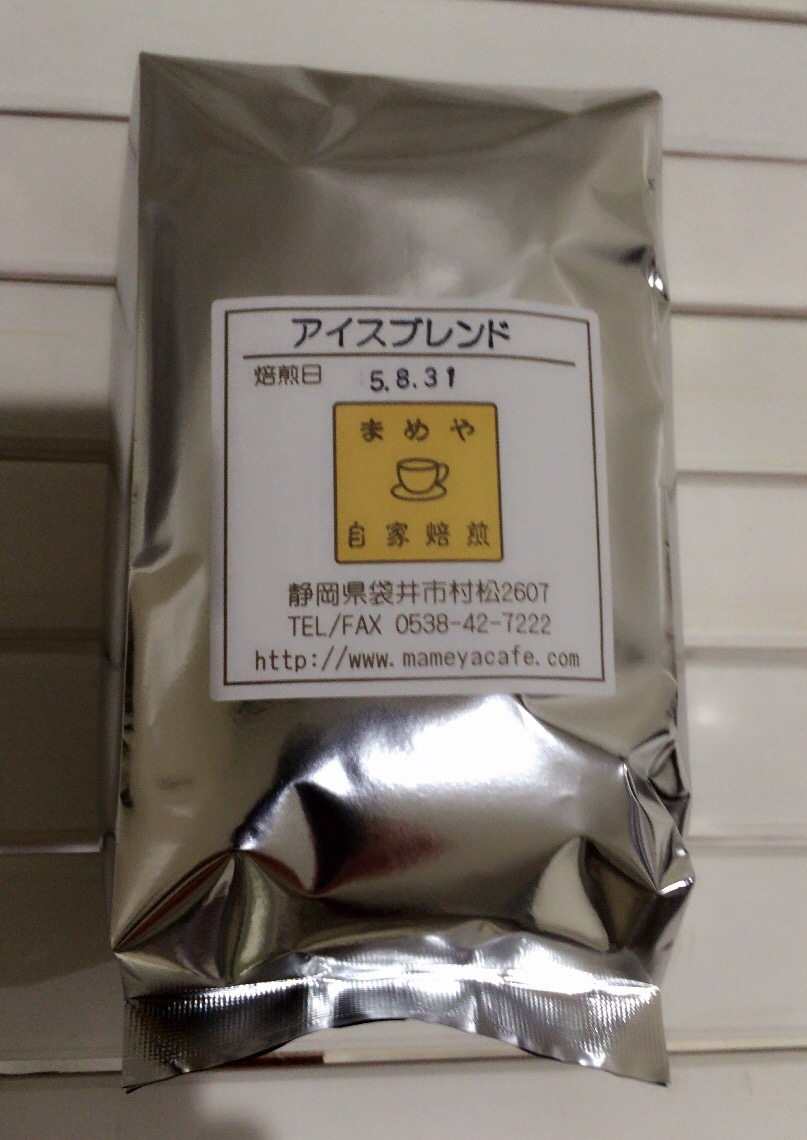 アイスブレンド
焙煎日 5.8.31
まめや
自家焙煎
静岡県袋井市村松2607
TEL/FAX 0538-42-7222
http://www.mameyacafe.com